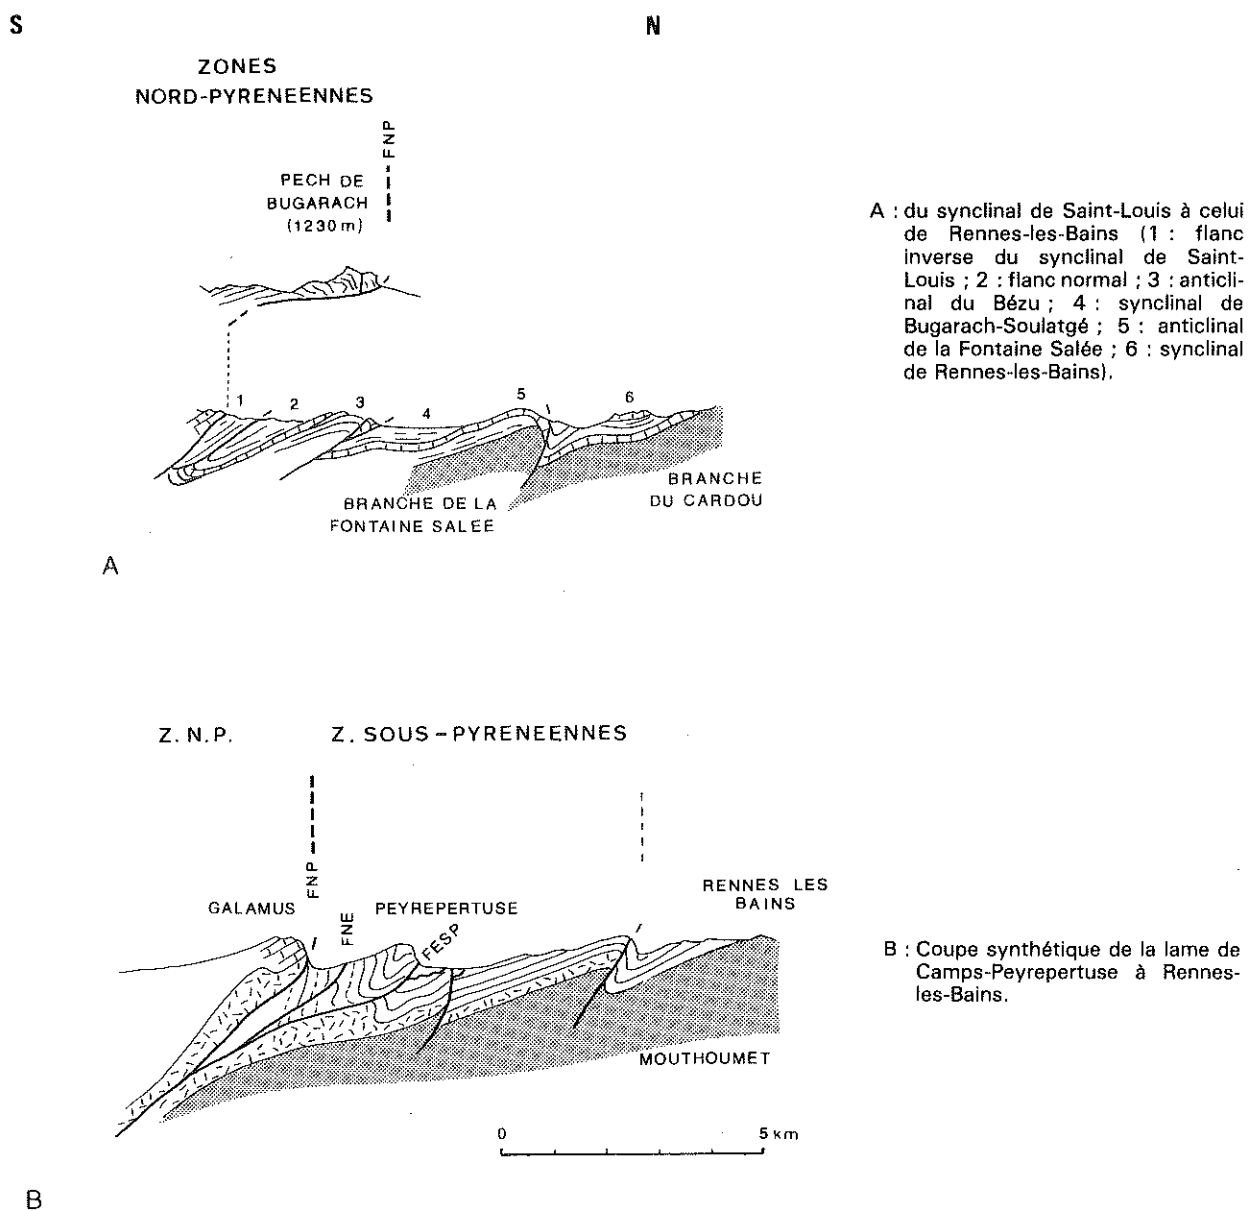 S
N
ZONES
NORD-PYRENEENNES
FNP
PECH DE
BUGARACH
(1230 m)
A : du synclinal de Saint-Louis à celui
de Rennes-les-Bains (1 : flanc
inverse du synclinal de Saint-
Louis ; 2 : flanc normal ; 3 : anticli-
nal du Bézu ; 4 : synclinal de
Bugarach-Soulatgé ; 5 : anticlinal
de la Fontaine Salée ; 6 : synclinal
de Rennes-les-Bains).
1
2
3
4
5
6
BRANCHE DE LA
FONTAINE SALEE
BRANCHE
DU CARDOU
A
Z.N.P.
Z. SOUS-PYRENEENNES
FNP
GALAMUS
FNE
PEYREPERTUSE
FESP
RENNES LES
BAINS
B : Coupe synthétique de la lame de
Camps-Peyrepertuse à Rennes-
les-Bains.
MOUTHOUMET
0
5 km
B